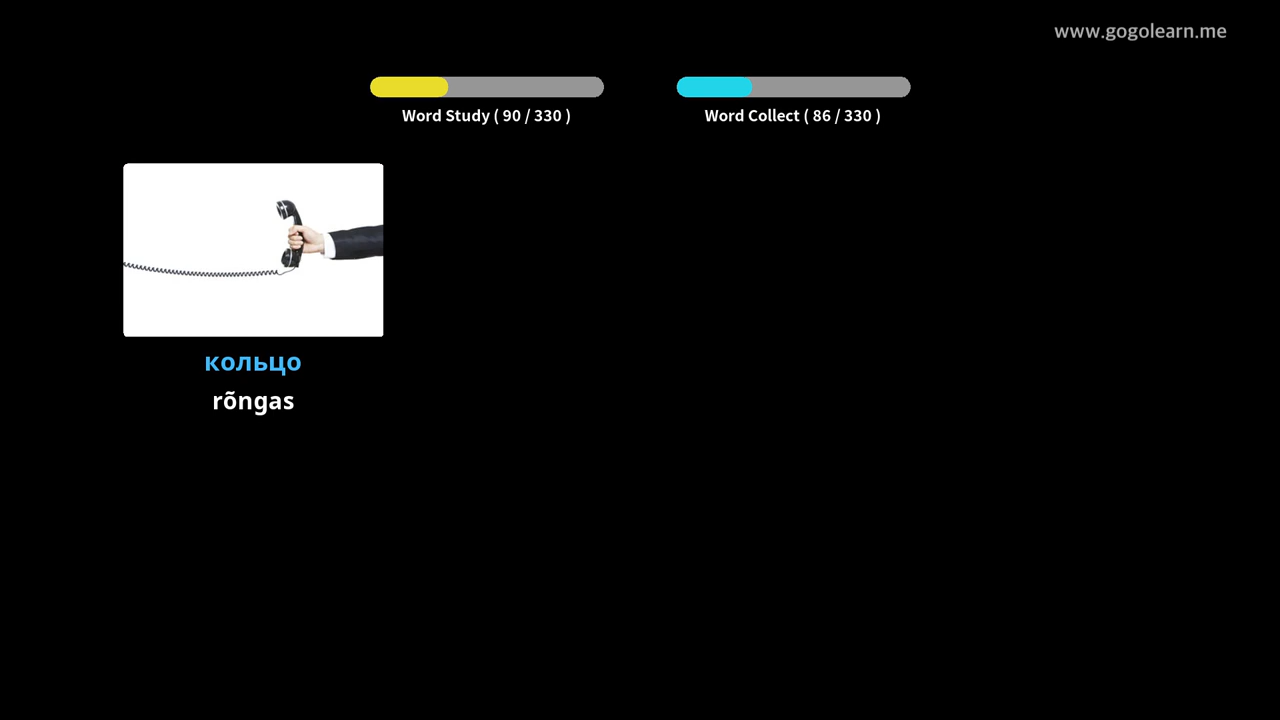 www.gogolearn.me
Word Study ( 90 / 330 )
Word Collect ( 86 / 330 )
кольцо
rõngas